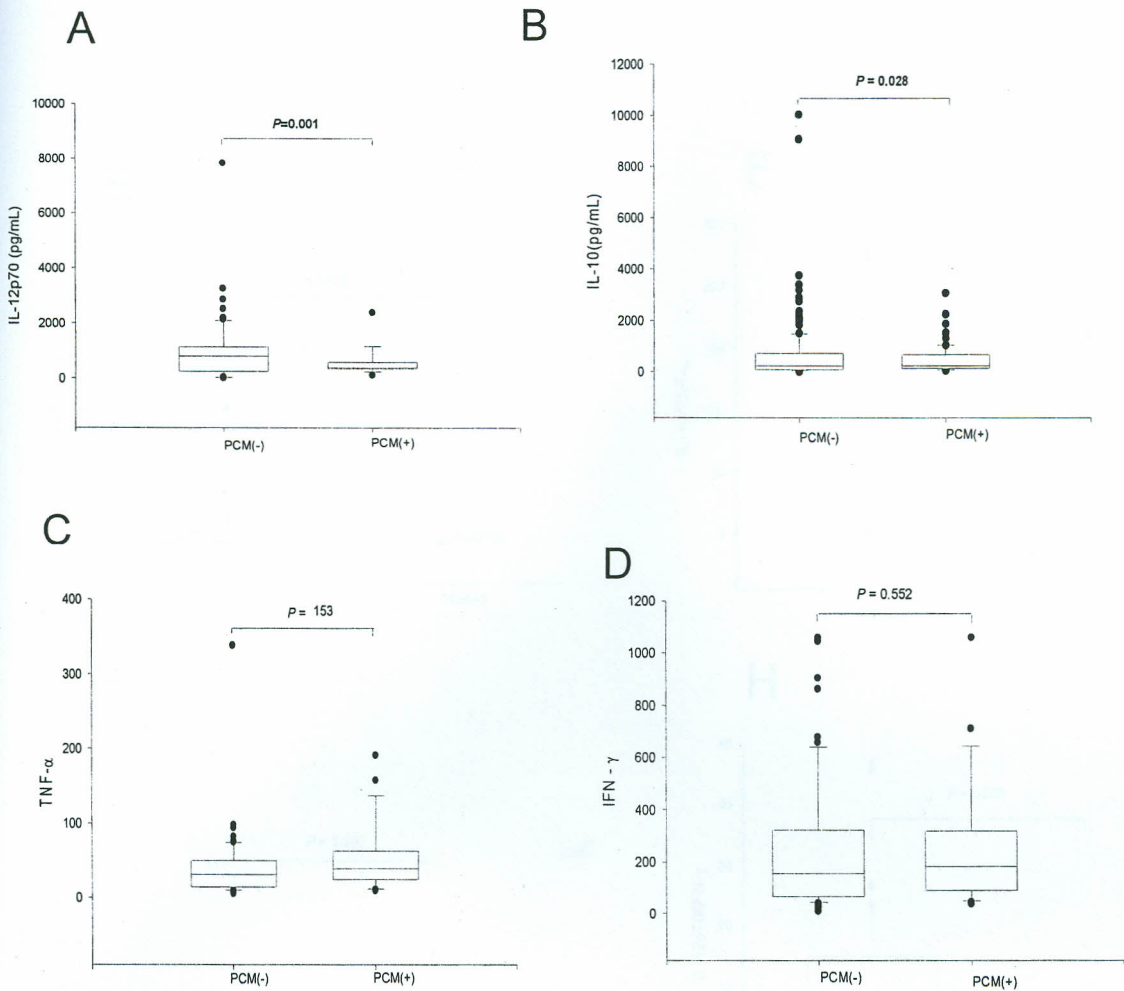 A
P=0.001
10000
8000
6000
4000
2000
0
IL-12p70 (pg/mL)
PCM(-)
PCM(+)
B
P = 0.028
12000
10000
8000
6000
4000
2000
0
IL-10(pg/mL)
PCM(-)
PCM(+)
C
P = 153
400
300
200
100
0
TNF-α
PCM(-)
PCM(+)
D
P = 0.552
1200
1000
800
600
400
200
0
IFN - γ
PCM(-)
PCM(+)